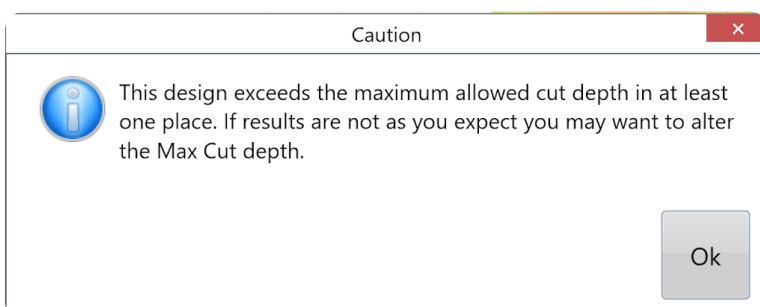 Caution
This design exceeds the maximum allowed cut depth in at least
one place. If results are not as you expect you may want to alter
the Max Cut depth.
Ok